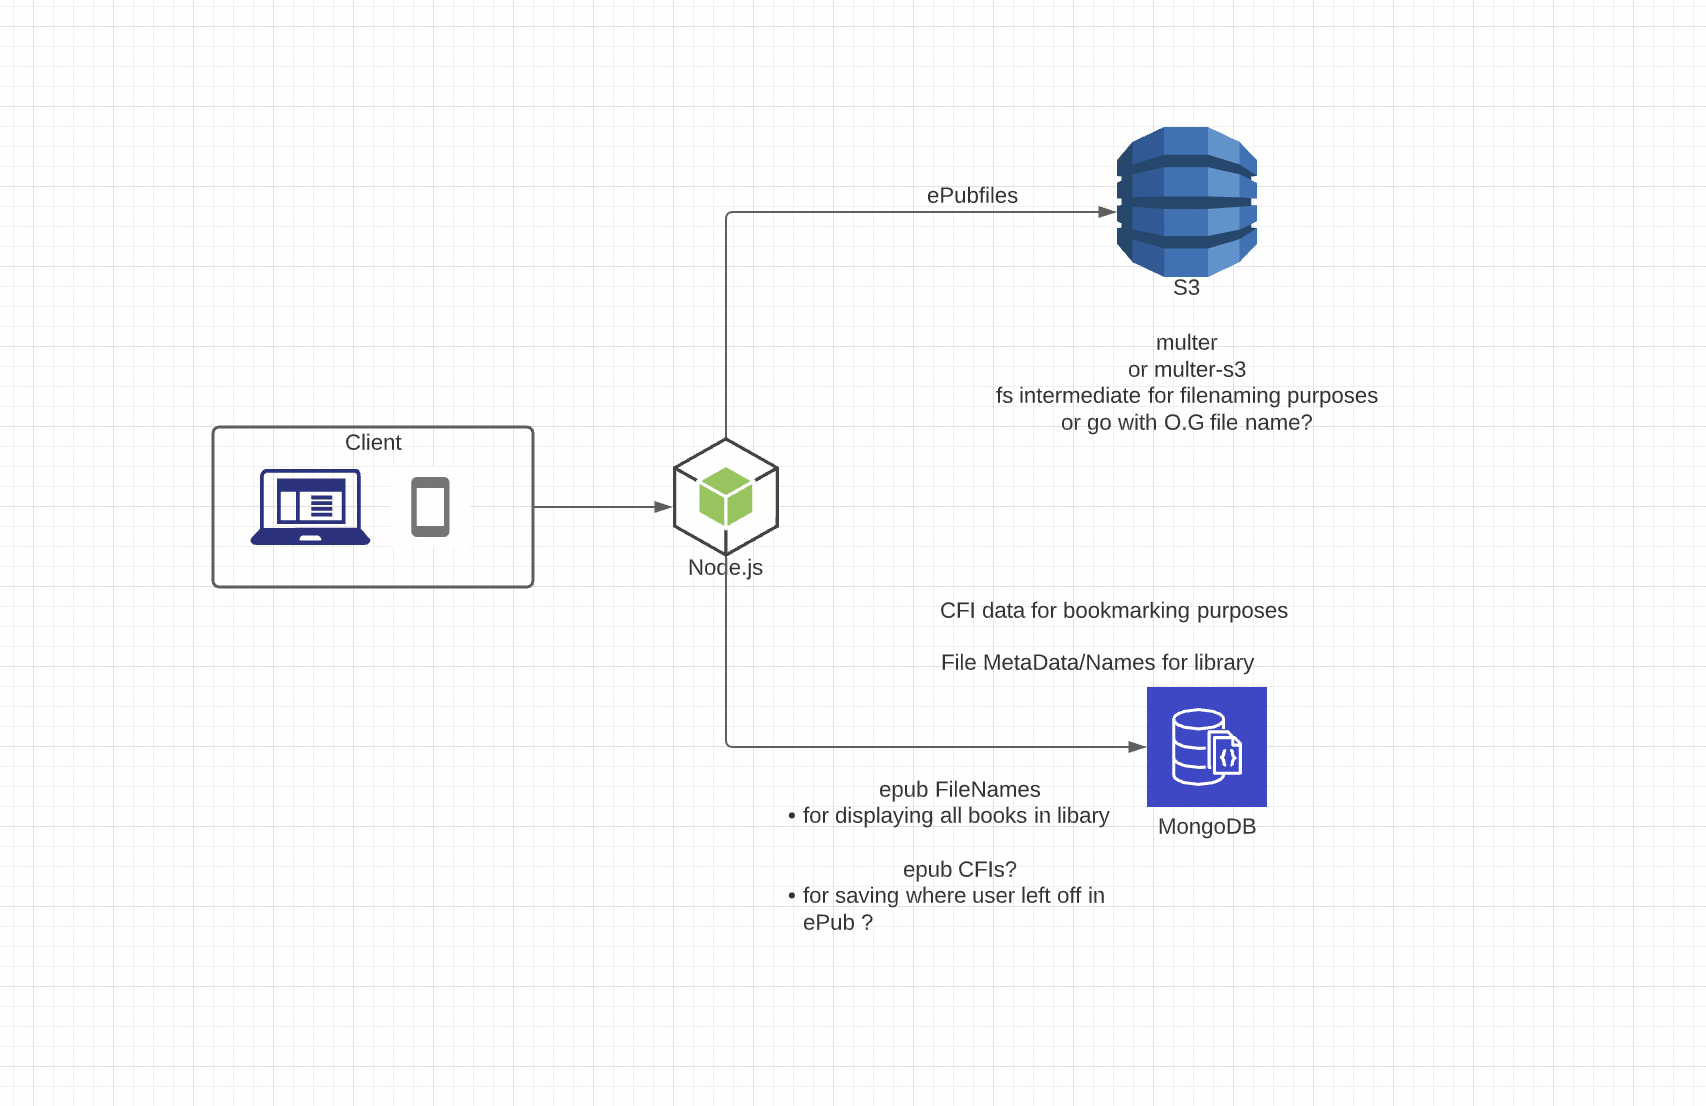 ePubfiles
S3
multer
or multer-s3
fs intermediate for filenaming purposes
or go with O.G file name?
Client
Node.js
CFI data for bookmarking purposes
File MetaData/Names for library
epub FileNames
• for displaying all books in libary
MongoDB
epub CFIs?
• for saving where user left off in
ePub ?